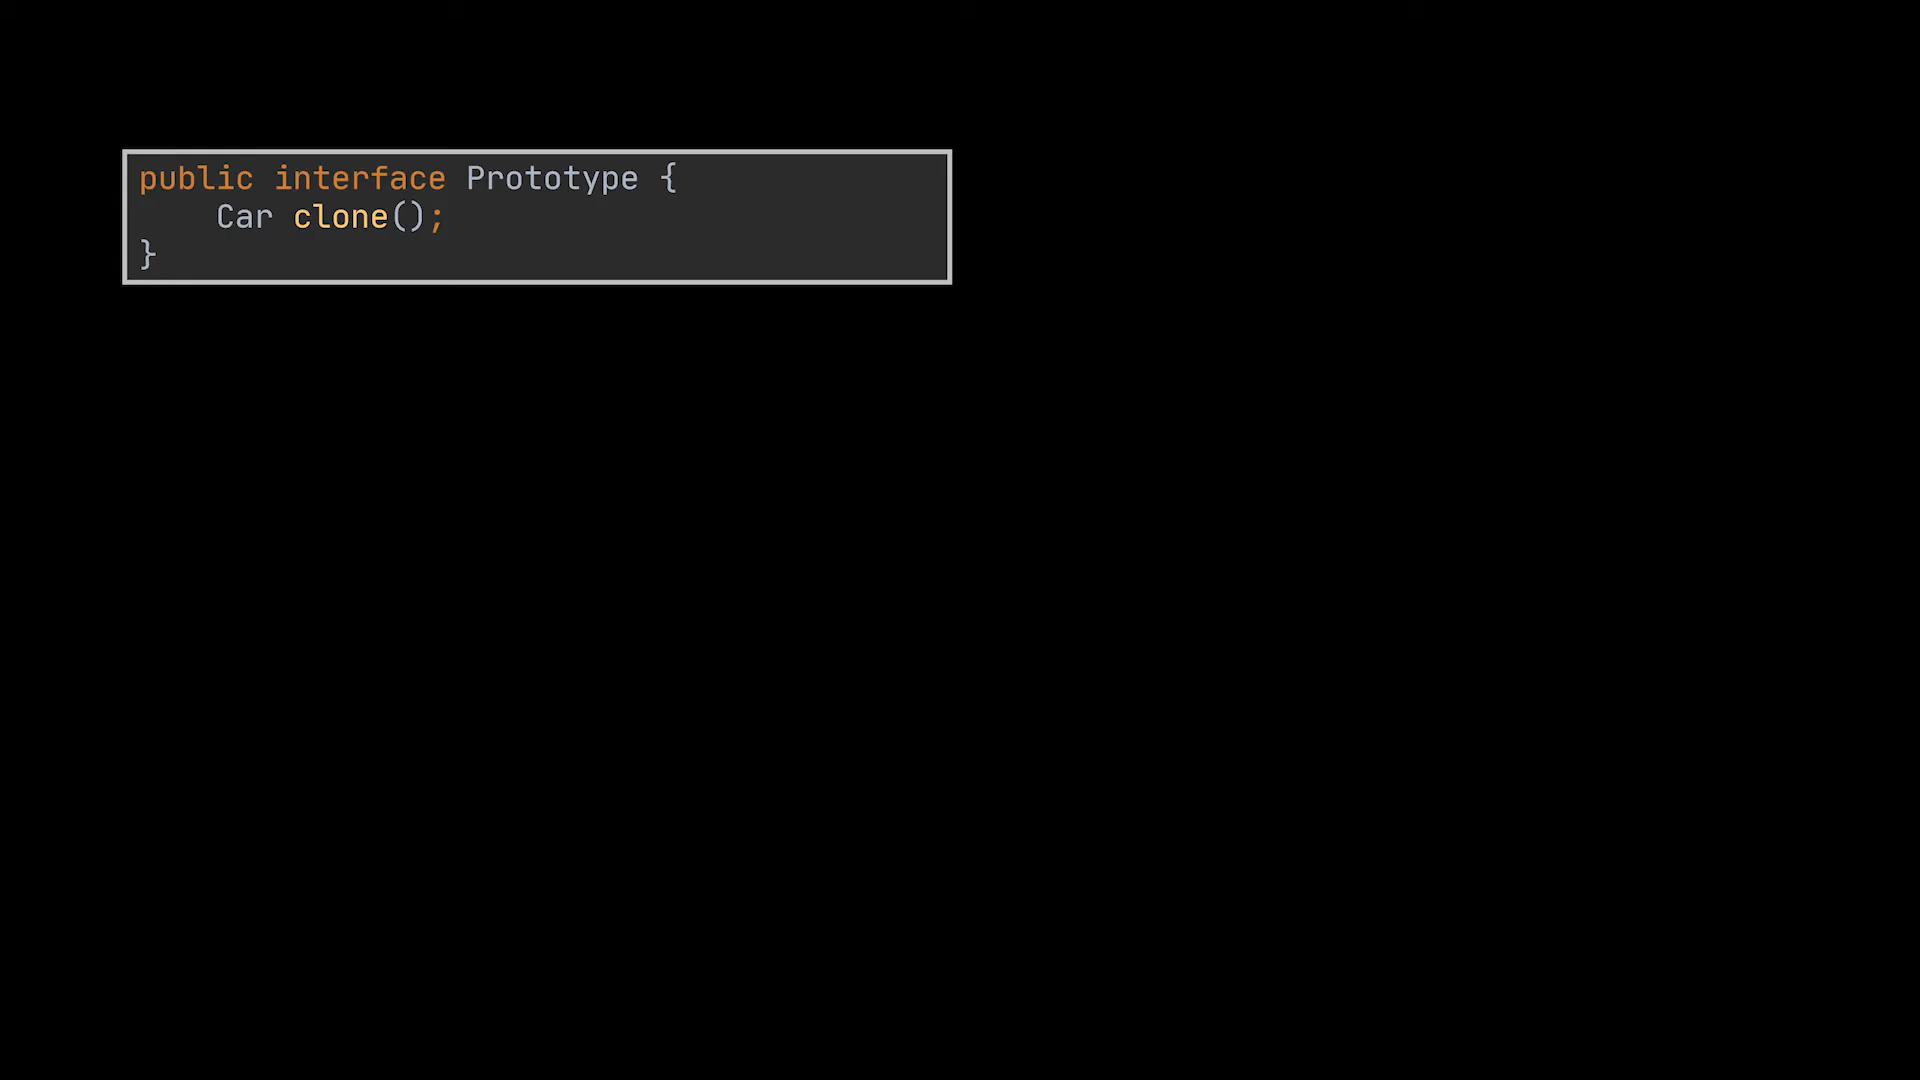 public interface Prototype {
    Car clone();
}